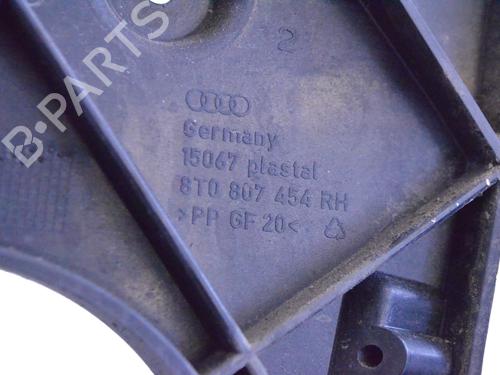 2
B-PARTS
Germany
15067 plastal
8T0 807 454 RH
>PP GF 20<